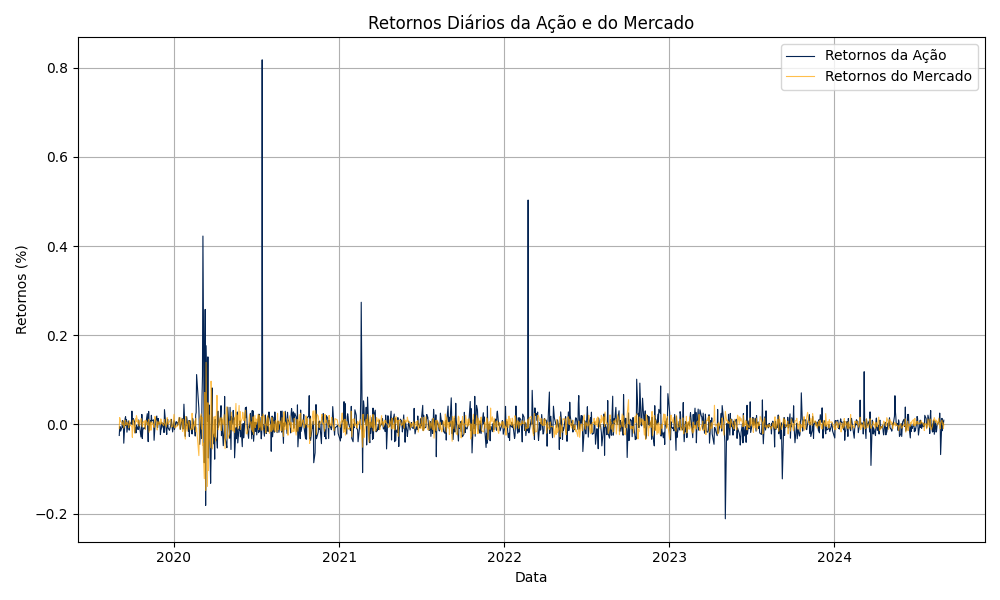 Retornos Diários da Ação e do Mercado
Retornos da Ação
Retornos do Mercado
Retornos (%)
0.8
0.6
0.4
0.2
0.0
−0.2
2020
2021
2022
2023
2024
Data